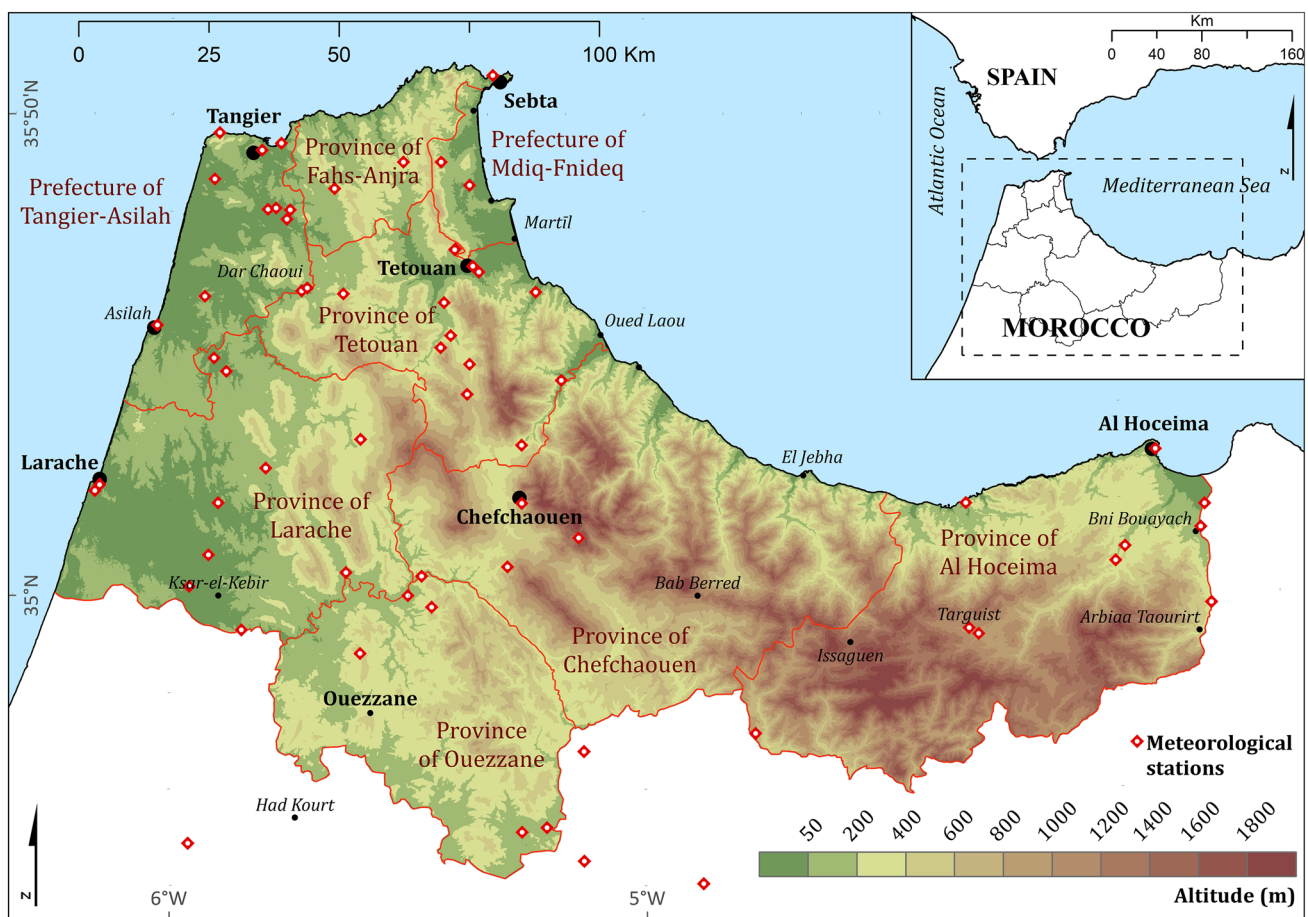 0
25
50
100 Km
Km
0
40
80
160
SPAIN
Atlantic Ocean
Mediterranean Sea
MOROCCO
N
35°50'N
35°N
Sebta
Tangier
Province of
Fahs-Anjra
Prefecture of
Mdiq-Fnideq
Prefecture of
Tangier-Asilah
Martīl
Tetouan
Dar Chaoui
Asilah
Province of
Tetouan
Oued Laou
Al Hoceima
Larache
El Jebha
Province of
Larache
Chefchaouen
Bni Bouayach
Province of
Al Hoceima
Ksar-el-Kebir
Bab Berred
Targuist
Arbiaa Taourirt
Province of
Chefchaouen
Issaguen
Ouezzane
Province
of Ouezzane
Meteorological
stations
Had Kourt
50
200
400
600
800
1000
1200
1400
1600
1800
Altitude (m)
N
6°W
5°W